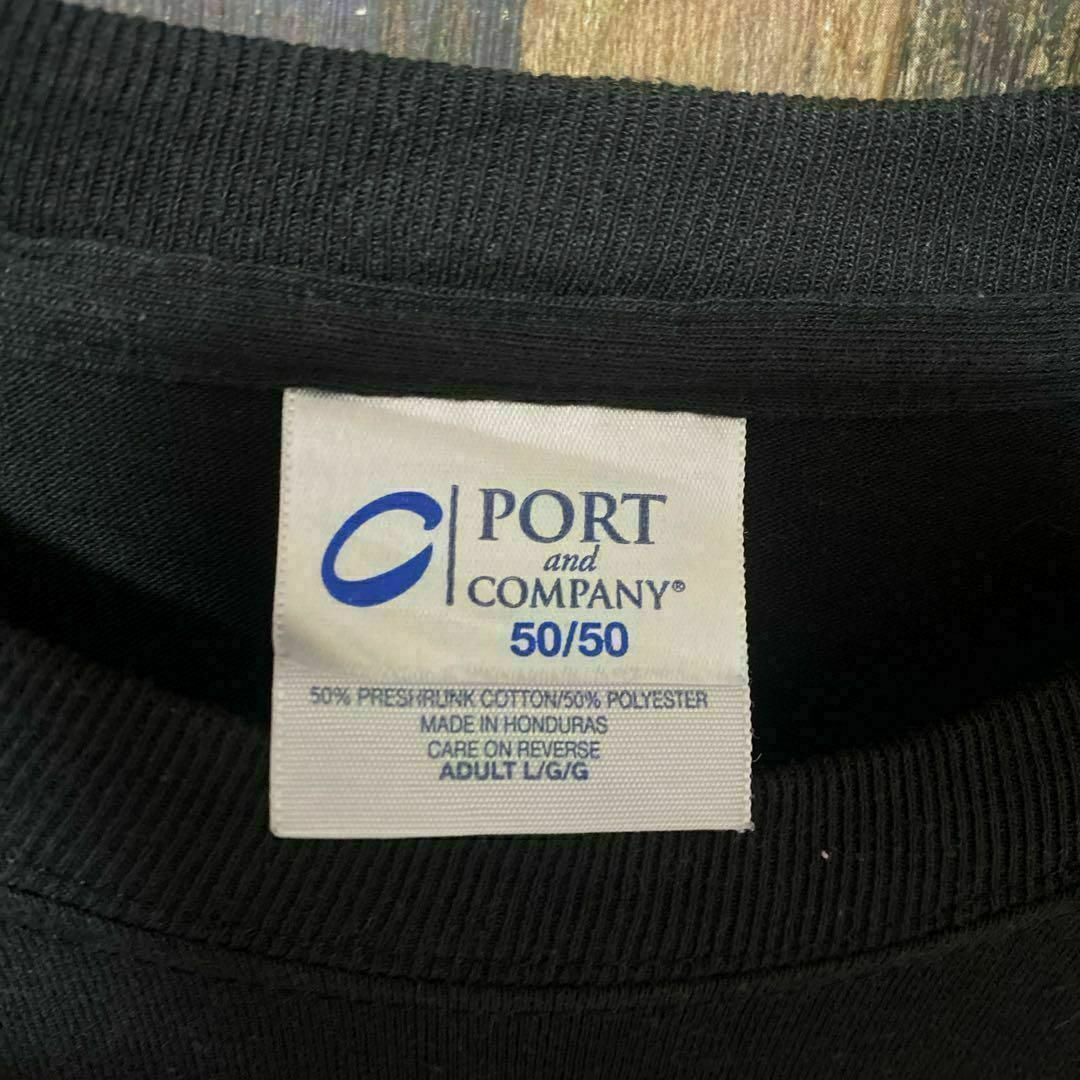 PORT
and
COMPANY®
50/50
50% PRESHRUNK COTTON/50% POLYESTER
MADE IN HONDURAS
CARE ON REVERSE
ADULT L/G/G